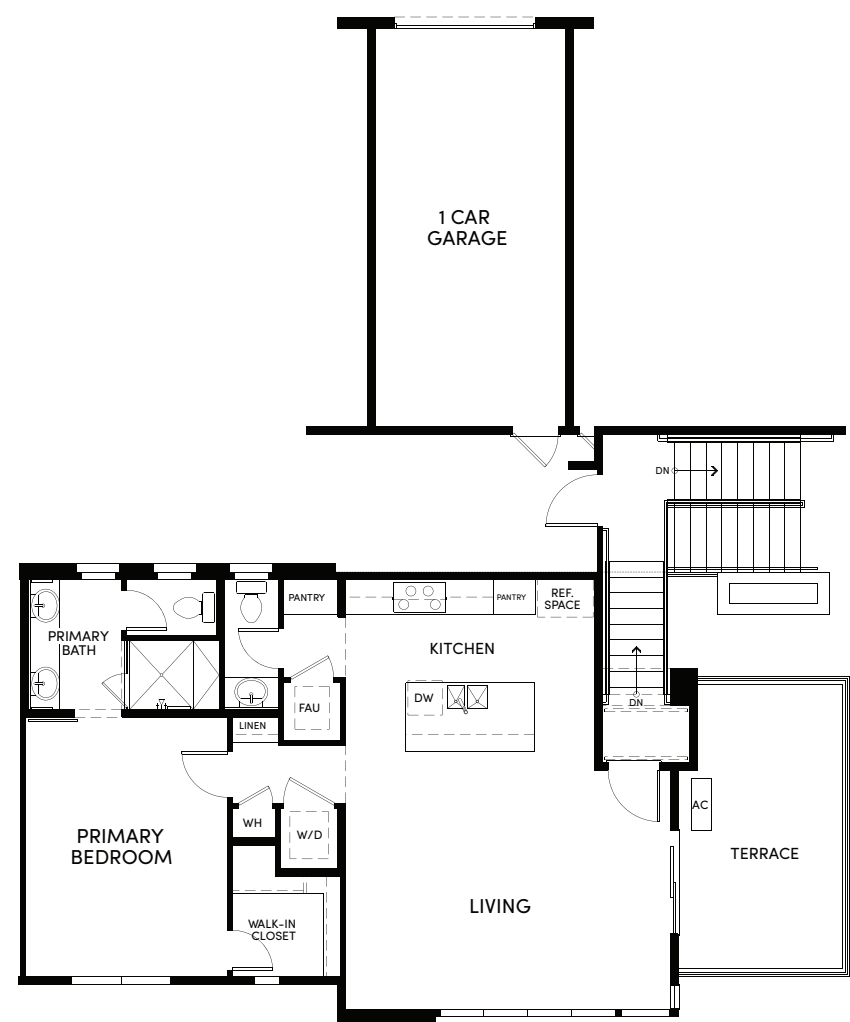 1 CAR
GARAGE
DN
PANTRY
PANTRY
REF.
SPACE
PRIMARY
BATH
KITCHEN
DW
FAU
DN
LINEN
AC
WH
W/D
PRIMARY
BEDROOM
TERRACE
LIVING
WALK-IN
CLOSET